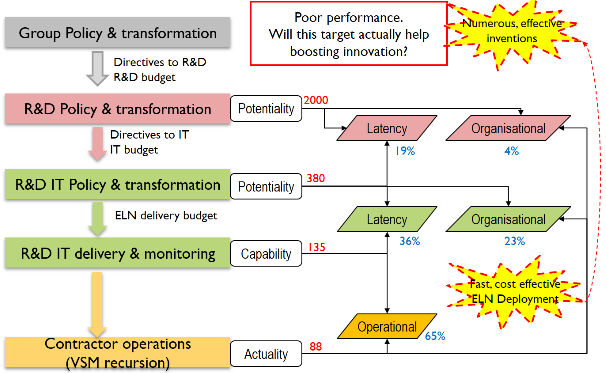 Group Policy & transformation
Poor performance.
Will this target actually help
boosting innovation?
Numerous, effective
inventions
Directives to R&D
R&D budget
R&D Policy & transformation
Potentiality
2000
Latency
Organisational
19%
4%
Directives to IT
IT budget
R&D IT Policy & transformation
Potentiality
380
Latency
Organisational
36%
23%
ELN delivery budget
R&D IT delivery & monitoring
Capability
135
Fast, cost effective
ELN Deployment
Operational
65%
Contractor operations
(VSM recursion)
Actuality
88